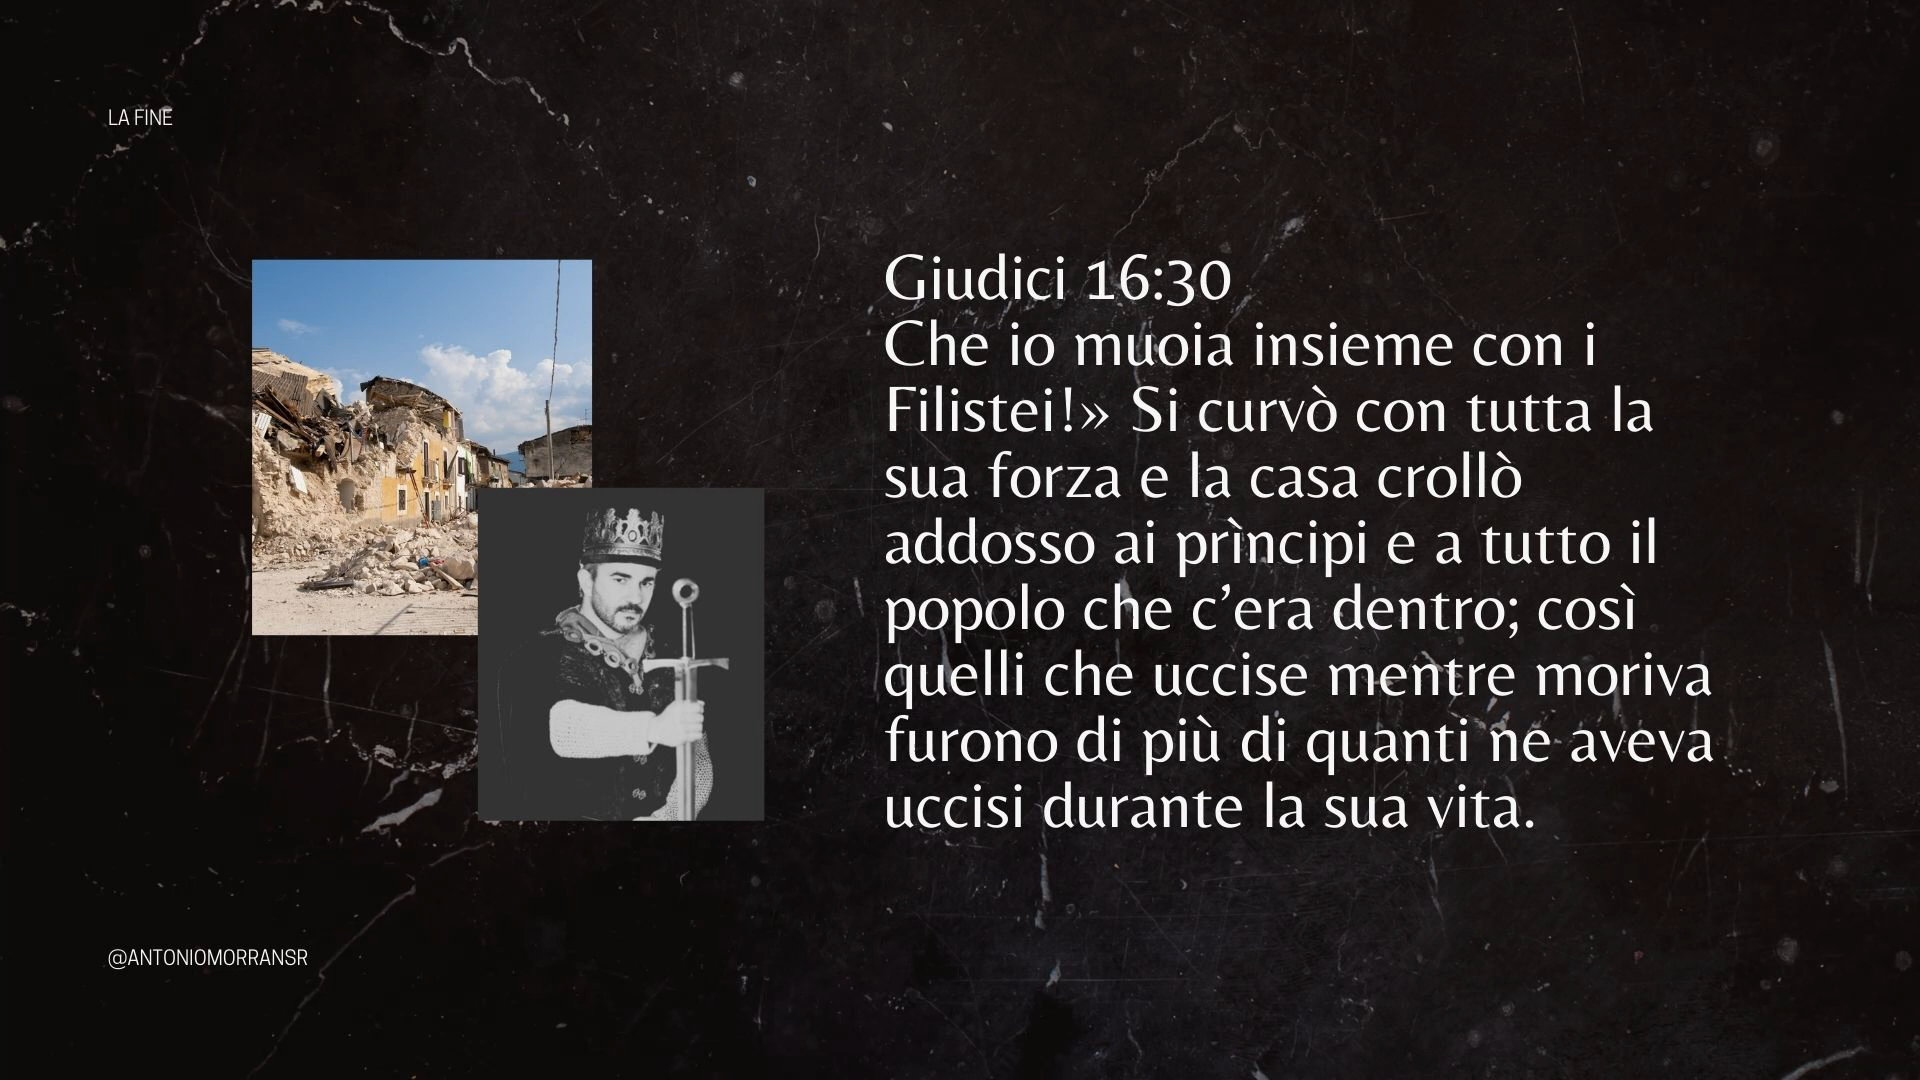 LA FINE
Giudici 16:30
Che io muoia insieme con i
Filistei!» Si curvò con tutta la
sua forza e la casa crollò
addosso ai prìncipi e a tutto il
popolo che c’era dentro; così
quelli che uccise mentre moriva
furono di più di quanti ne aveva
uccisi durante la sua vita.
@ANTONIOMORRANSR